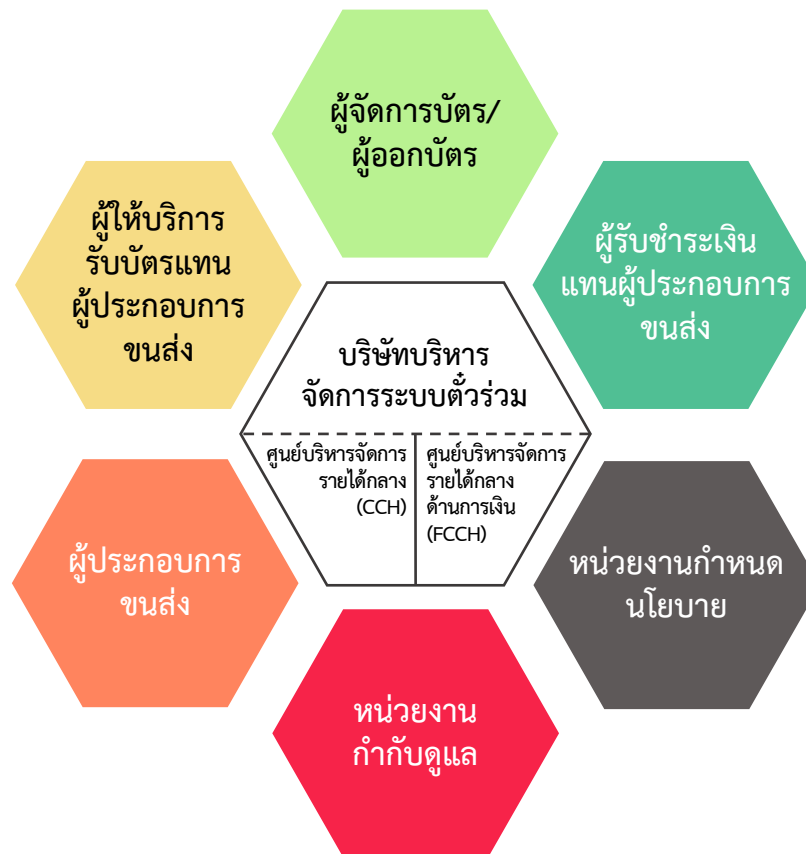 ผู้จัดการบัตร/
ผู้ออกบัตร
ผู้ให้บริการ
รับบัตรแทน
ผู้ประกอบการ
ขนส่ง
ผู้รับชำระเงิน
แทนผู้ประกอบการ
ขนส่ง
บริษัทบริหาร
จัดการระบบตั๋วร่วม
ศูนย์บริหารจัดการ
รายได้กลาง
(CCH)
ศูนย์บริหารจัดการ
รายได้กลาง
ด้านการเงิน
(FCCH)
ผู้ประกอบการ
ขนส่ง
หน่วยงานกำหนด
นโยบาย
หน่วยงาน
กำกับดูแล